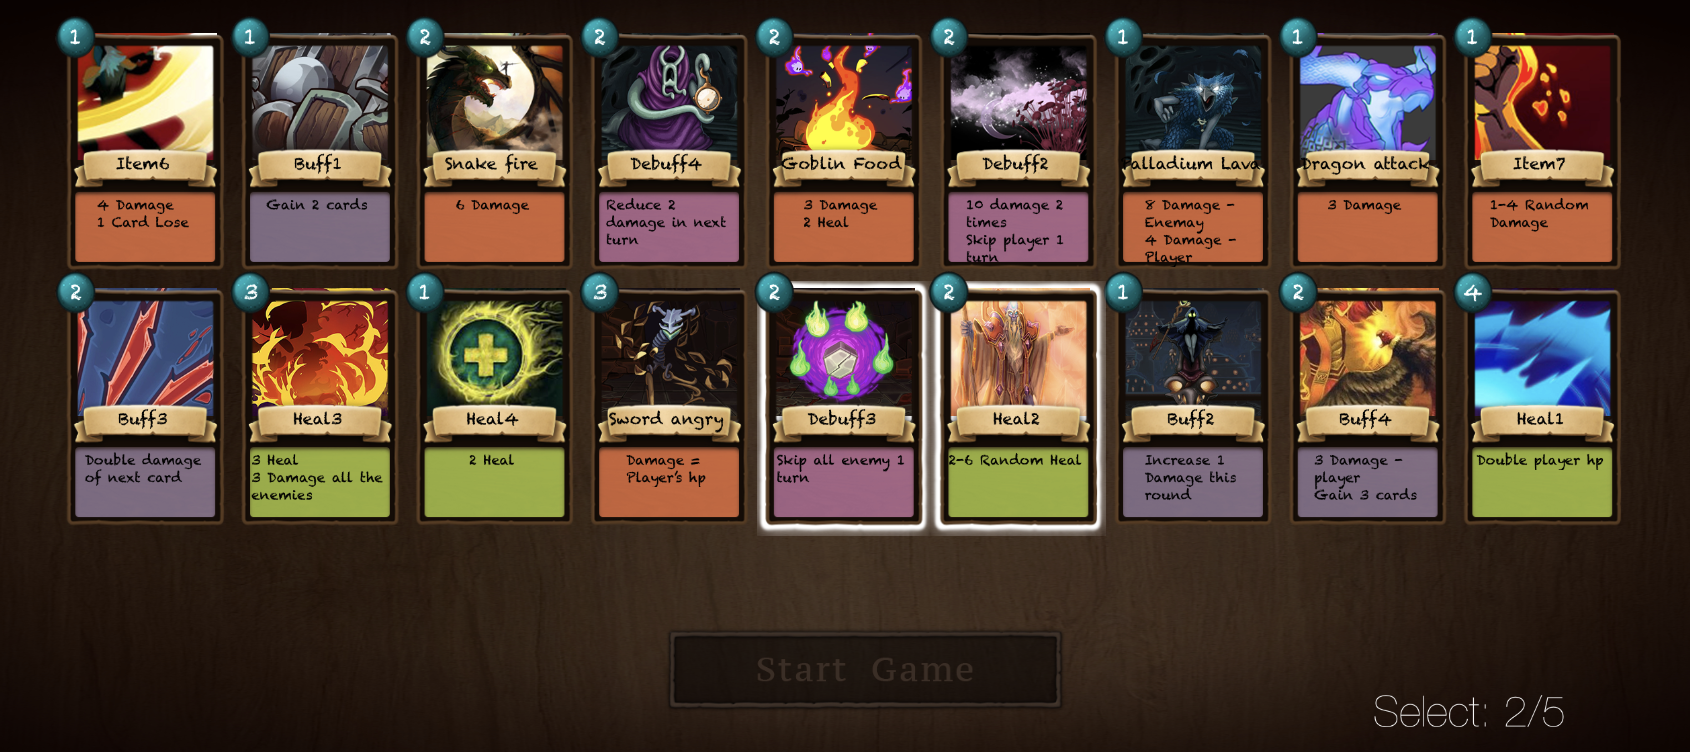 1
Item6
4 Damage
1 Card Lose
1
Buff1
Gain 2 cards
2
Snake fire
6 Damage
2
Debuff4
Reduce 2
damage in next
turn
2
Goblin Food
3 Damage
2 Heal
2
Debuff2
10 damage 2
times
Skip player 1
turn
1
Palladium Lava
8 Damage -
Enemay
4 Damage -
Player
1
Dragon attack
3 Damage
1
Item7
1-4 Random
Damage
2
Buff3
Double damage
of next card
3
Heal3
3 Heal
3 Damage all the
enemies
1
Heal4
2 Heal
3
Sword angry
Damage =
Player's hp
2
Debuff3
Skip all enemy 1
turn
2
Heal2
2-6 Random Heal
1
Buff2
Increase 1
Damage this
round
2
Buff4
3 Damage -
player
Gain 3 cards
4
Heal1
Double player hp
Start Game
Select: 2/5